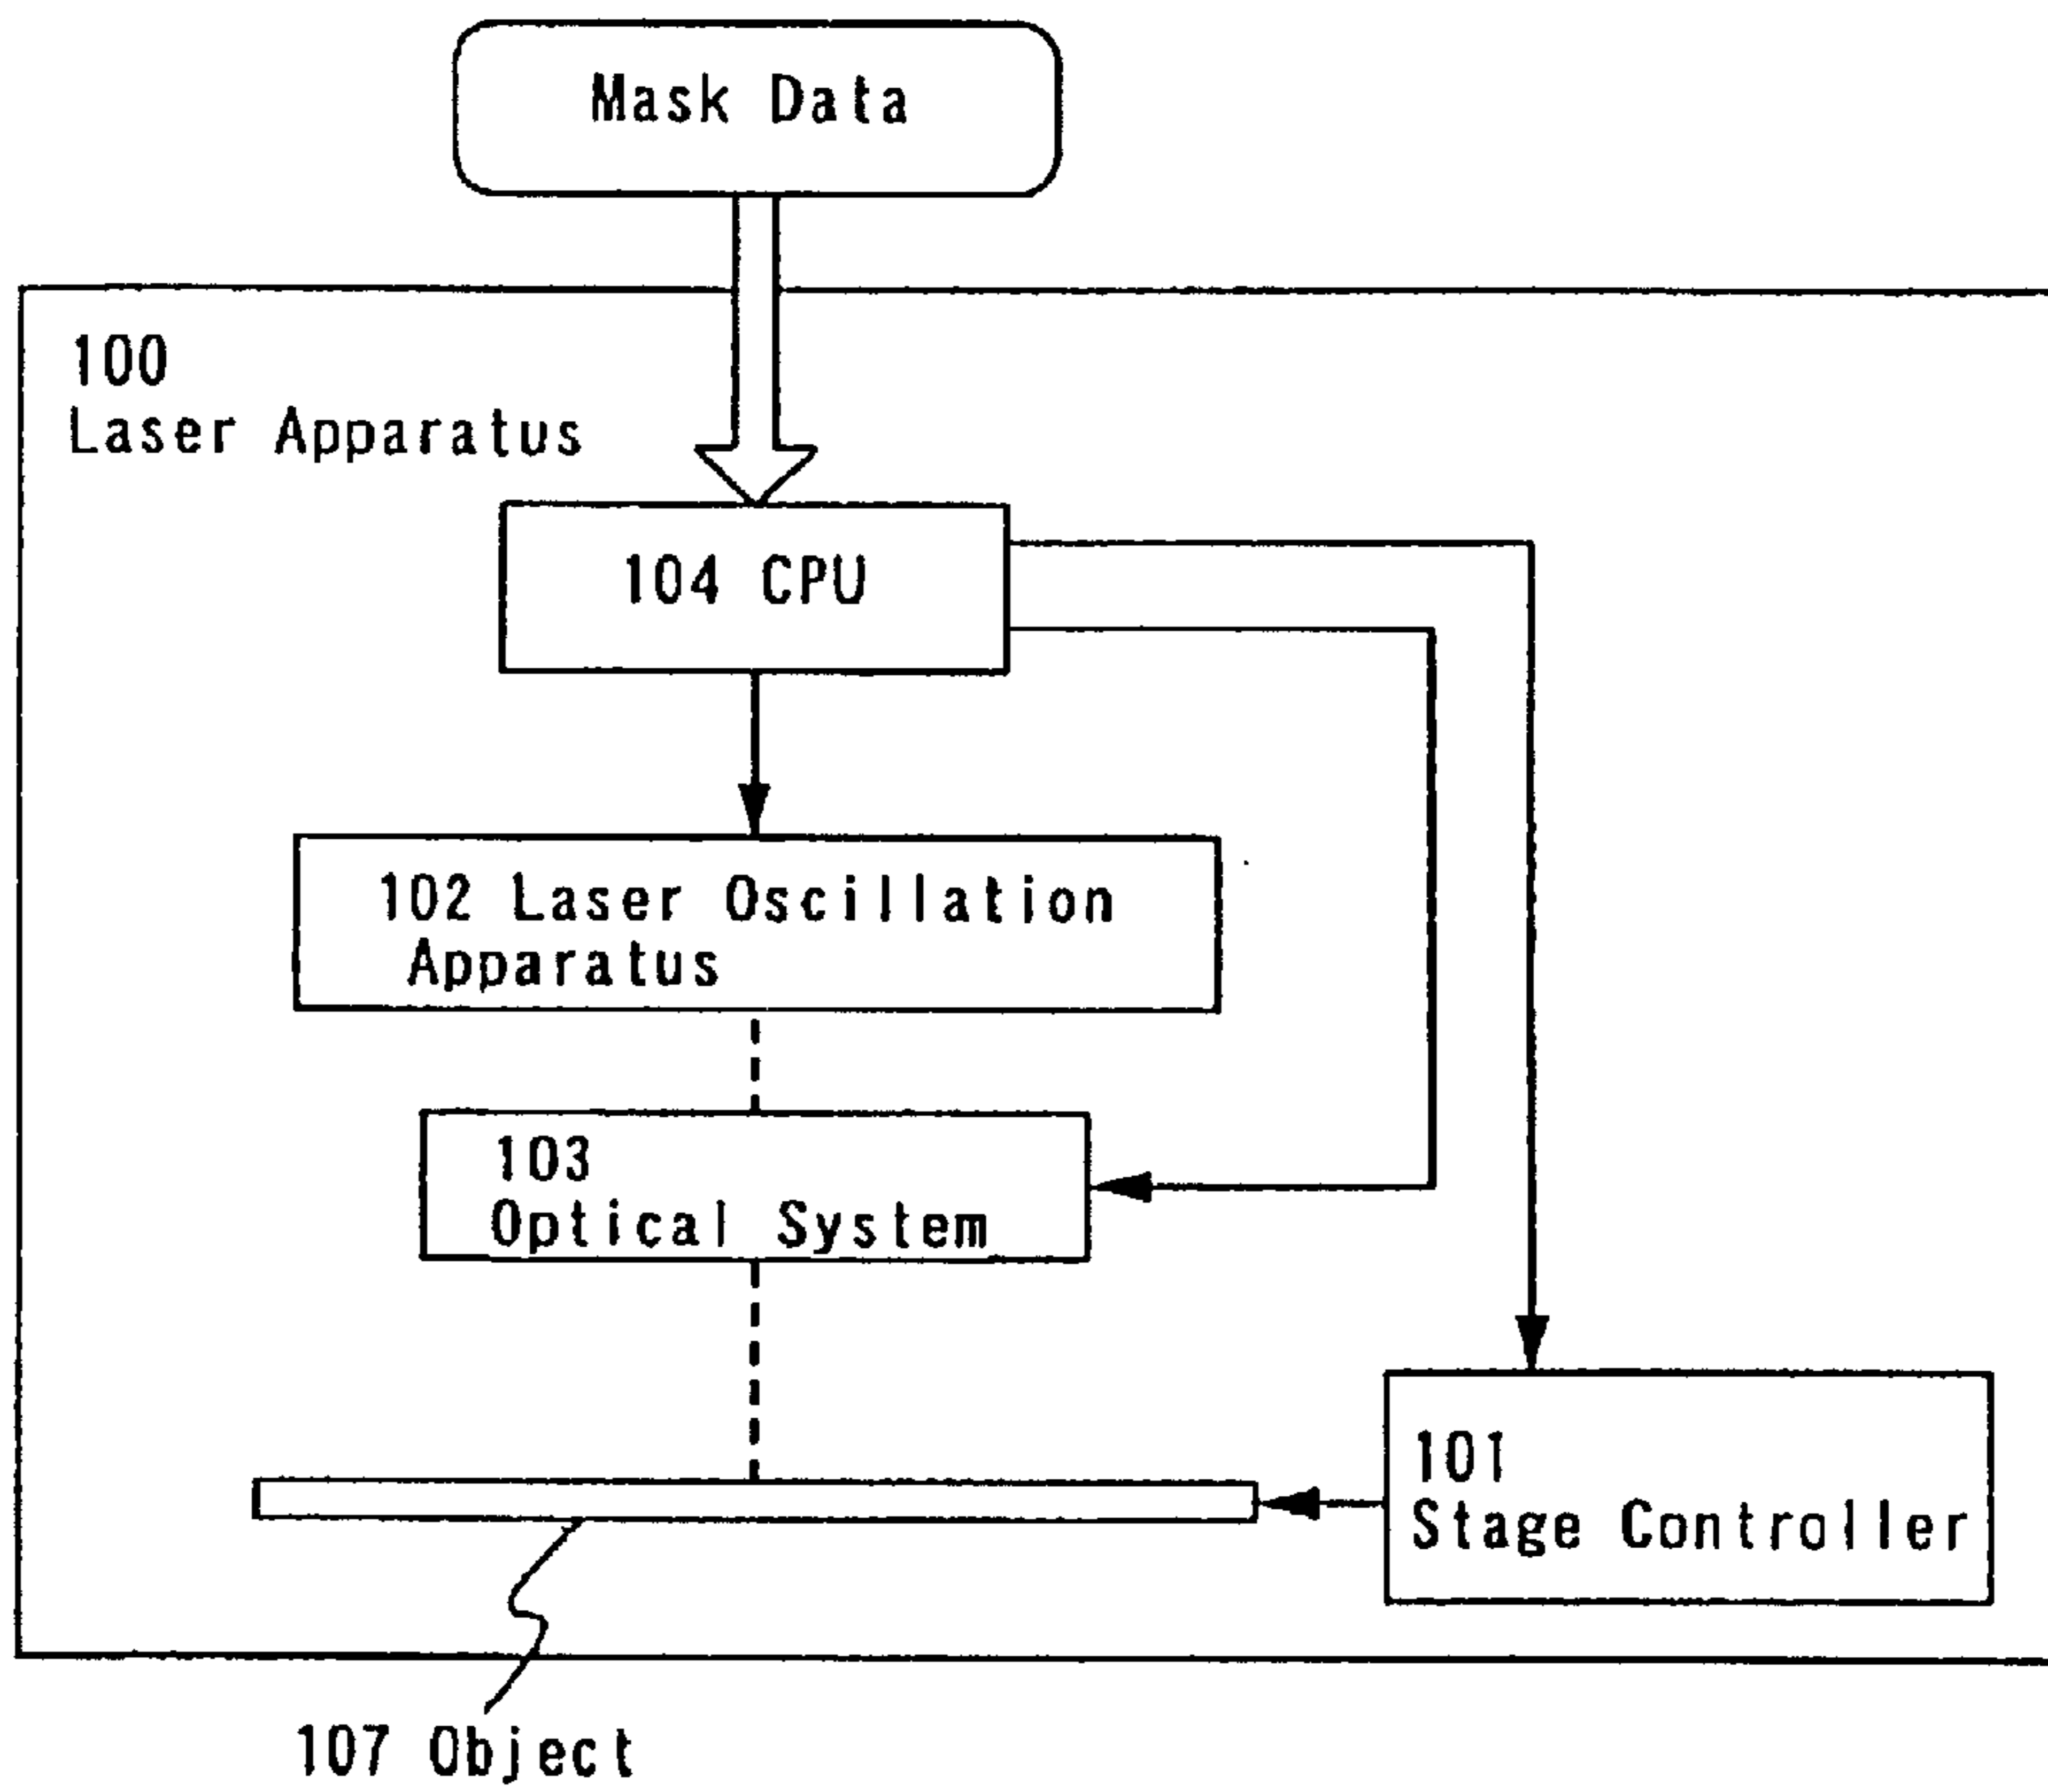 Mask Data
100
Laser Apparatus
104 CPU
102 Laser Oscillation
Apparatus
103
Optical System
101
Stage Controller
107 Object